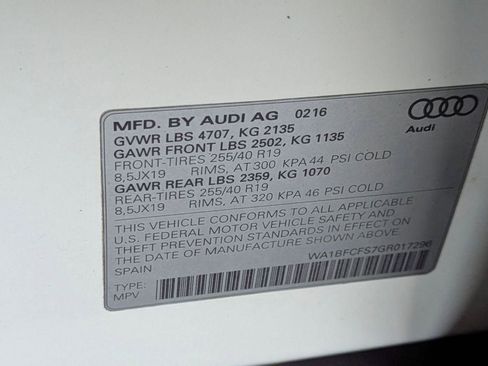 MFD. BY AUDI AG 0216
GVWR LBS 4707, KG 2135
GAWR FRONT LBS 2502, KG 1135
FRONT-TIRES 255/40 R19
8,5JX19 RIMS, AT 300 KPA 44 PSI COLD
GAWR REAR LBS 2359, KG 1070
REAR-TIRES 255/40 R19
8,5JX19 RIMS, AT 320 KPA 46 PSI COLD
Audi
THIS VEHICLE CONFORMS TO ALL APPLICABLE
U.S. FEDERAL MOTOR VEHICLE SAFETY AND
THEFT PREVENTION STANDARDS IN EFFECT ON
THE DATE OF MANUFACTURE SHOWN ABOVE.
SPAIN
WA1BFCFS7GR017296
TYPE:
MPV